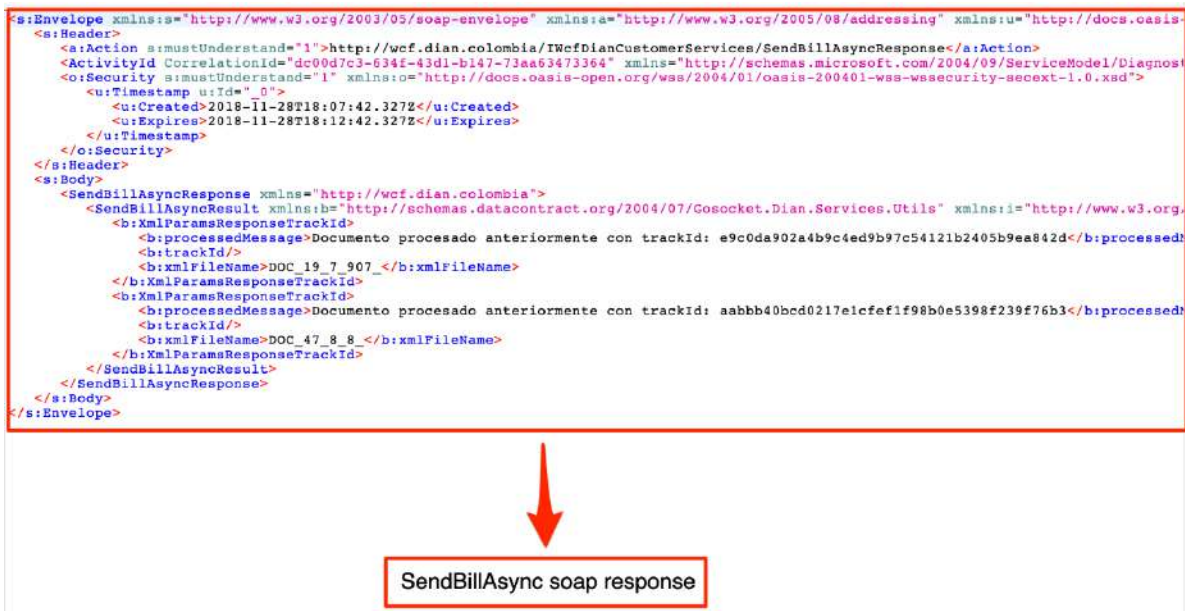 <s:Envelope xmlns:s="http://www.w3.org/2003/05/soap-envelope" xmlns:a="http://www.w3.org/2005/08/addressing" xmlns:u="http://docs.oasis-
<s:Header>
<a:Action s:mustUnderstand="1">http://wcf.dian.colombia/IWcfDianCustomerServices/SendBillAsyncResponse</a:Action>
<ActivityId CorrelationId="dc00d7c3-634f-43d1-b147-73aa63473364" xmlns="http://schemas.microsoft.com/2004/09/ServiceModel/Diagnost
<o:Security s:mustUnderstand="1" xmlns:o="http://docs.oasis-open.org/wss/2004/01/oasis-200401-wss-wssecurity-secext-1.0.xsd">
<u:Timestamp u:Id="_0">
<u:Created>2018-11-28T18:07:42.327Z</u:Created>
<u:Expires>2018-11-28T18:12:42.327Z</u:Expires>
</u:Timestamp>
</o:Security>
</s:Header>
<s:Body>
<SendBillAsyncResponse xmlns="http://wcf.dian.colombia">
<SendBillAsyncResult xmlns:b="http://schemas.datacontract.org/2004/07/Gosocket.Dian.Services.Utils" xmlns:i="http://www.w3.org.
<b:XmlParamsResponseTrackId>
<b:processedMessage>Documento procesado anteriormente con trackId: e9c0da902a4b9c4ed9b97c54121b2405b9ea842d</b:processedM
<b:trackId/>
<b:xmlFileName>DOC_19_7_907_</b:xmlFileName>
</b:XmlParamsResponseTrackId>
<b:XmlParamsResponseTrackId>
<b:processedMessage>Documento procesado anteriormente con trackId: aabbb40bcd0217e1cfef1f98b0e5398f239f76b3</b:processedM
<b:trackId/>
<b:xmlFileName>DOC_47_8_8_</b:xmlFileName>
</b:XmlParamsResponseTrackId>
</SendBillAsyncResult>
</SendBillAsyncResponse>
</s:Body>
</s:Envelope>
SendBillAsync soap response